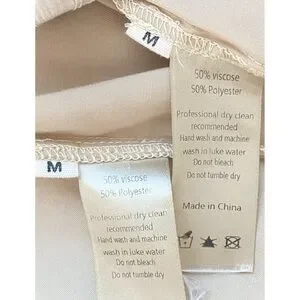 M
50% viscose
50% Polyester
Professional dry clean
recommended
Hand wash and machine
wash in luke water
Do not bleach
Do not tumble dry
Made in China
M
50% viscose
50% Polyester
Professional dry clean
recommended
Hand wash and machine
wash in luke water
Do not bleach
Do not tumble dry